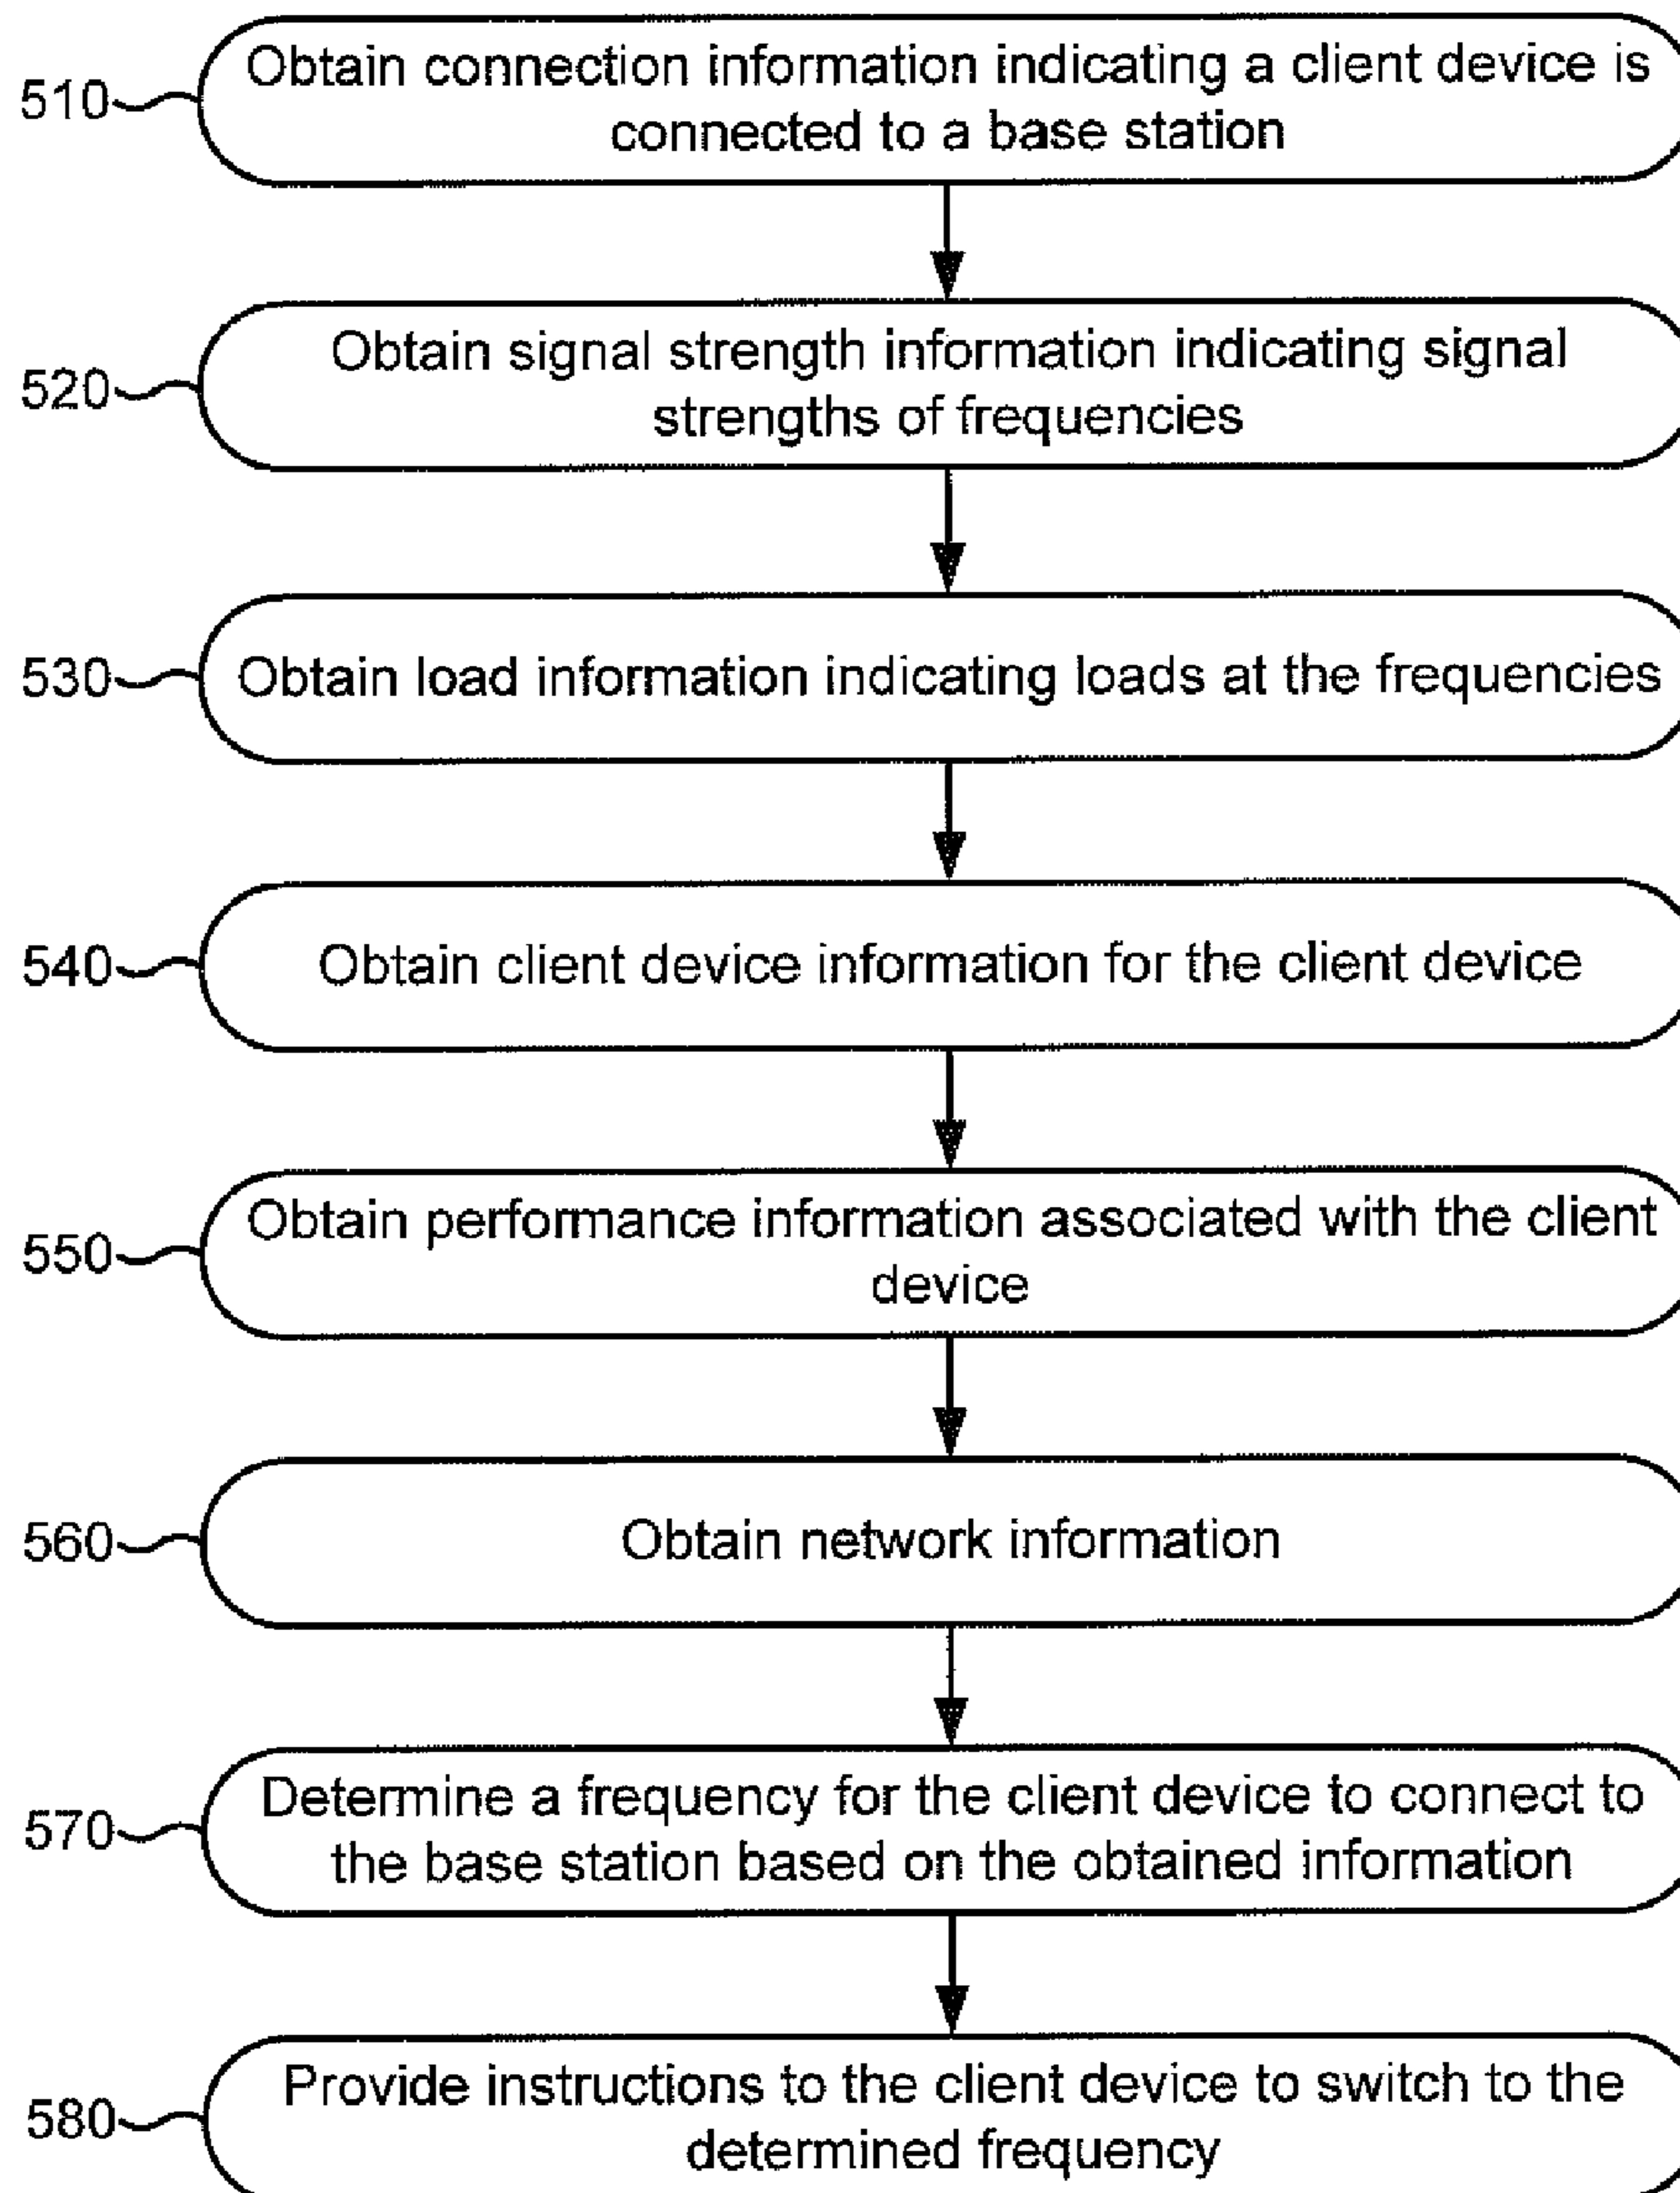 510
Obtain connection information indicating a client device is
connected to a base station
520
Obtain signal strength information indicating signal
strengths of frequencies
530
Obtain load information indicating loads at the frequencies
540
Obtain client device information for the client device
550
Obtain performance information associated with the client
device
560
Obtain network information
570
Determine a frequency for the client device to connect to
the base station based on the obtained information
580
Provide instructions to the client device to switch to the
determined frequency